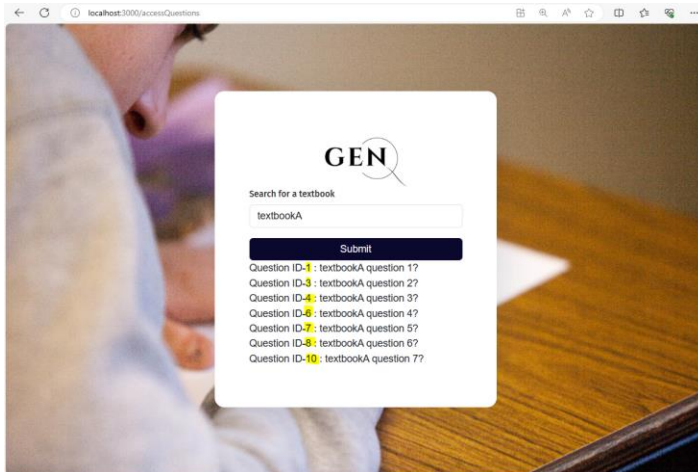 localhost:3000/accessQuestions
GEN
Search for a textbook
textbookA
Submit
Question ID-1 : textbookA question 1?
Question ID-3 : textbookA question 2?
Question ID-4 : textbookA question 3?
Question ID-6 : textbookA question 4?
Question ID-7 : textbookA question 5?
Question ID-8 : textbookA question 6?
Question ID-10 : textbookA question 7?